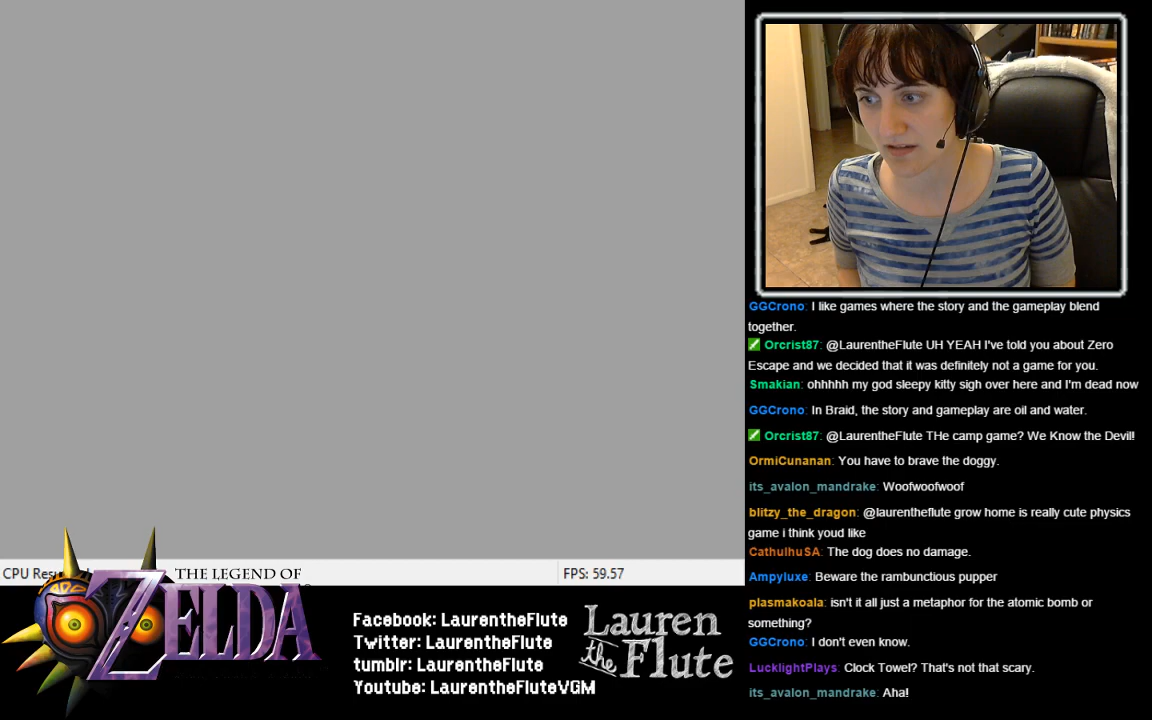 GGCrono: I like games where the story and the gameplay blend
together.
Orcrist87: @LaurentheFlute UH YEAH I've told you about Zero
Escape and we decided that it was definitely not a game for you.
Smakian: ohhhhh my god sleepy kitty sigh over here and I'm dead now
GGCrono: In Braid, the story and gameplay are oil and water.
Orcrist87: @LaurentheFlute THe camp game? We Know the Devil!
OrmiCunanan: You have to brave the doggy.
its_avalon_mandrake: Woofwoofwoof
blitzy_the_dragon: @laurentheflute grow home is really cute physics
game i think youd like
CathulhuSA: The dog does no damage.
Ampyluxe: Beware the rambunctious pupper
plasmakoala: isn't it all just a metaphor for the atomic bomb or
something?
GGCrono: I don't even know.
LucklightPlays: Clock Towel? That's not that scary.
its_avalon_mandrake: Aha!
CPU
FPS: 59.57
THE LEGEND OF
ZELDA
Facebook: LaurentheFlute
Twitter: LaurentheFlute
tumblr: LaurentheFlute
Youtube: LaurentheFluteVGM
Lauren
the Flute